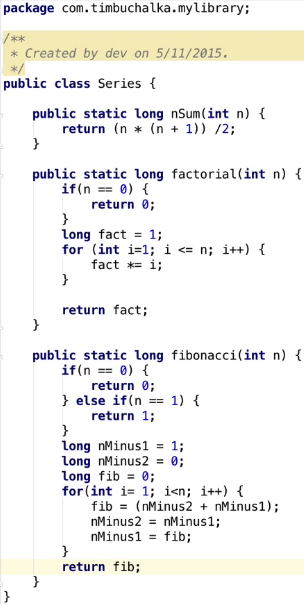 package com.timbuchalka.mylibrary;
/**
 * Created by dev on 5/11/2015.
 */
public class Series {
    public static long nSum(int n) {
        return (n * (n + 1)) /2;
    }
    public static long factorial(int n) {
        if(n == 0) {
            return 0;
        }
        long fact = 1;
        for (int i=1; i <= n; i++) {
            fact *= i;
        }
        return fact;
    }
    public static long fibonacci(int n) {
        if(n == 0) {
            return 0;
        } else if(n == 1) {
            return 1;
        }
        long nMinus1 = 1;
        long nMinus2 = 0;
        long fib = 0;
        for(int i= 1; i<n; i++) {
            fib = (nMinus2 + nMinus1);
            nMinus2 = nMinus1;
            nMinus1 = fib;
        }
        return fib;
    }
}